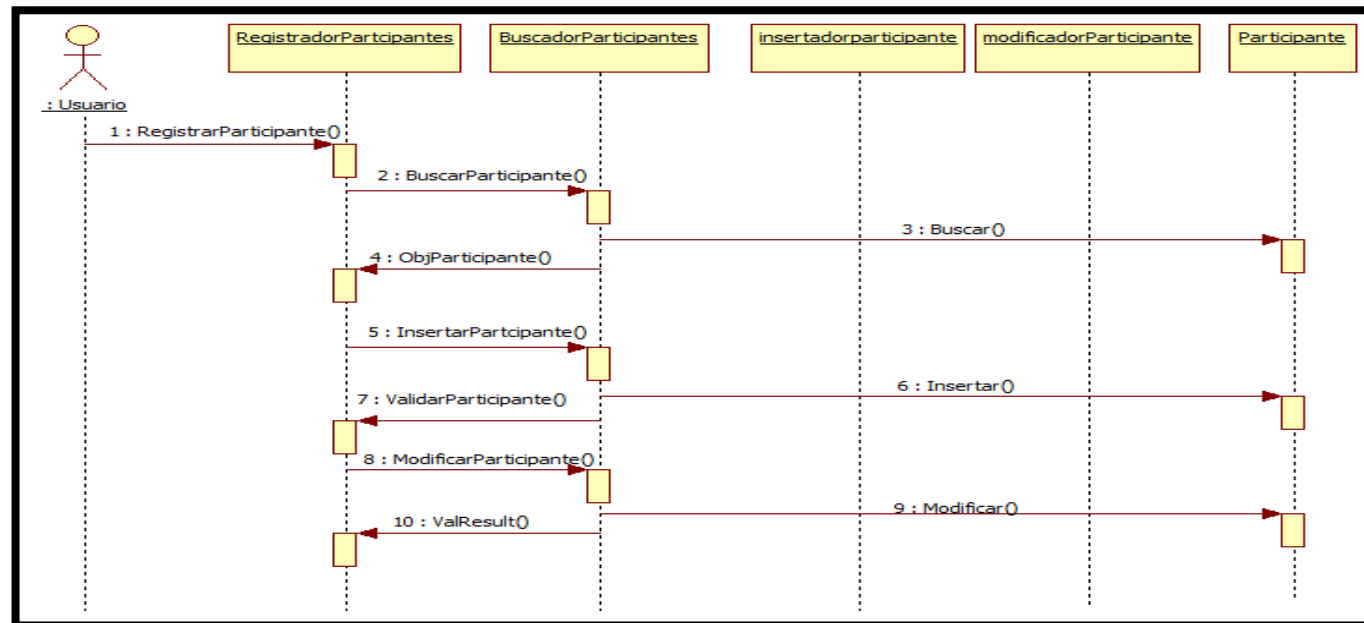 RegistradorPartcipantes
BuscadorParticipantes
insertadorparticipante
modificadorParticipante
Participante
: Usuario
1 : RegistrarParticipante()
2 : BuscarParticipante()
3 : Buscar()
4 : ObjParticipante()
5 : InsertarPartcipante()
6 : Insertar()
7 : ValidarParticipante()
8 : ModificarParticipante()
9 : Modificar()
10 : ValResult()